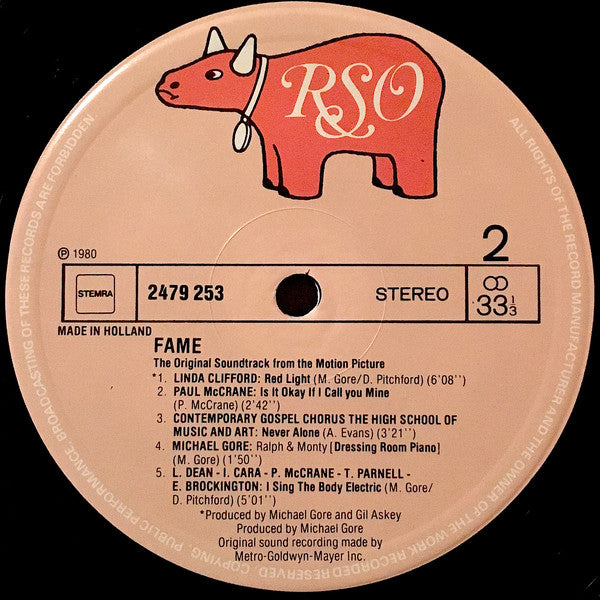 RSO
℗ 1980
2
STEMRA
2479 253
STEREO
33 1/3
MADE IN HOLLAND
FAME
The Original Soundtrack from the Motion Picture
*1. LINDA CLIFFORD: Red Light (M. Gore/D. Pitchford) (6'08'')
2. PAUL McCRANE: Is It Okay If I Call you Mine
(P. McCrane) (2'42'')
3. CONTEMPORARY GOSPEL CHORUS THE HIGH SCHOOL OF
MUSIC AND ART: Never Alone (A. Evans) (3'21'')
4. MICHAEL GORE: Ralph & Monty [Dressing Room Piano]
(M. Gore) (1'50'')
5. L. DEAN - I. CARA - P. McCRANE - T. PARNELL -
E. BROCKINGTON: I Sing The Body Electric (M. Gore/
D. Pitchford) (5'01'')
*Produced by Michael Gore and Gil Askey
Produced by Michael Gore
Original sound recording made by
Metro-Goldwyn-Mayer Inc.
ALL RIGHTS OF THE RECORD MANUFACTURER AND THE OWNER OF THE WORK RECORDED RESERVED. COPYING, PUBLIC PERFORMANCE, BROADCASTING OF THESE RECORDS ARE FORBIDDEN